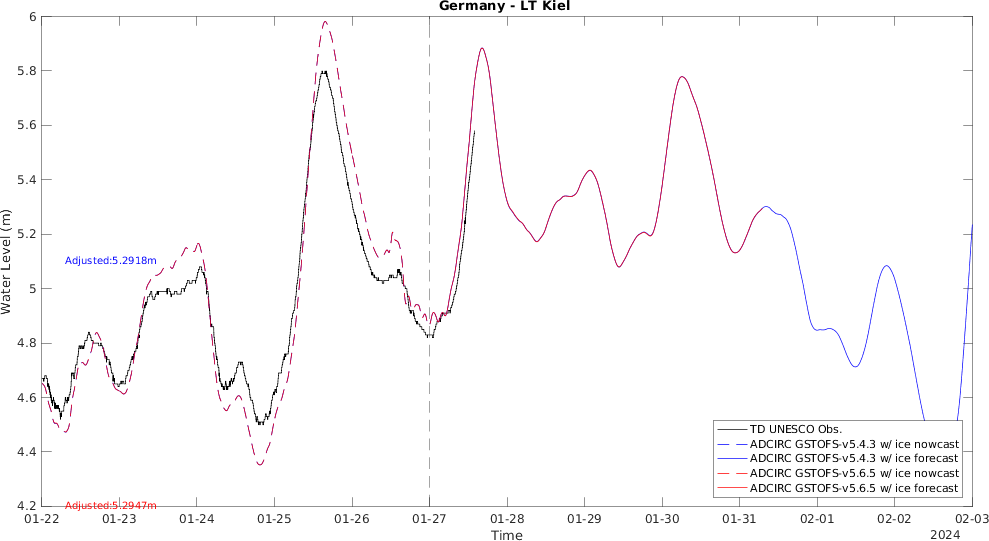 Germany - LT Kiel
Water Level (m)
6
5.8
5.6
5.4
5.2
5
4.8
4.6
4.4
4.2
Adjusted:5.2918m
Adjusted:5.2947m
TD UNESCO Obs.
ADCIRC GSTOFS-v5.4.3 w/ ice nowcast
ADCIRC GSTOFS-v5.4.3 w/ ice forecast
ADCIRC GSTOFS-v5.6.5 w/ ice nowcast
ADCIRC GSTOFS-v5.6.5 w/ ice forecast
01-22 01-23 01-24 01-25 01-26 01-27 01-28 01-29 01-30 01-31 02-01 02-02 02-03
Time
2024